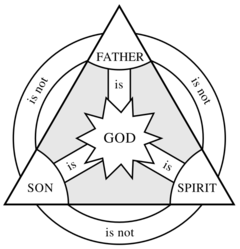 FATHER
is not
is
is not
GOD
is
is
SON
SPIRIT
is not